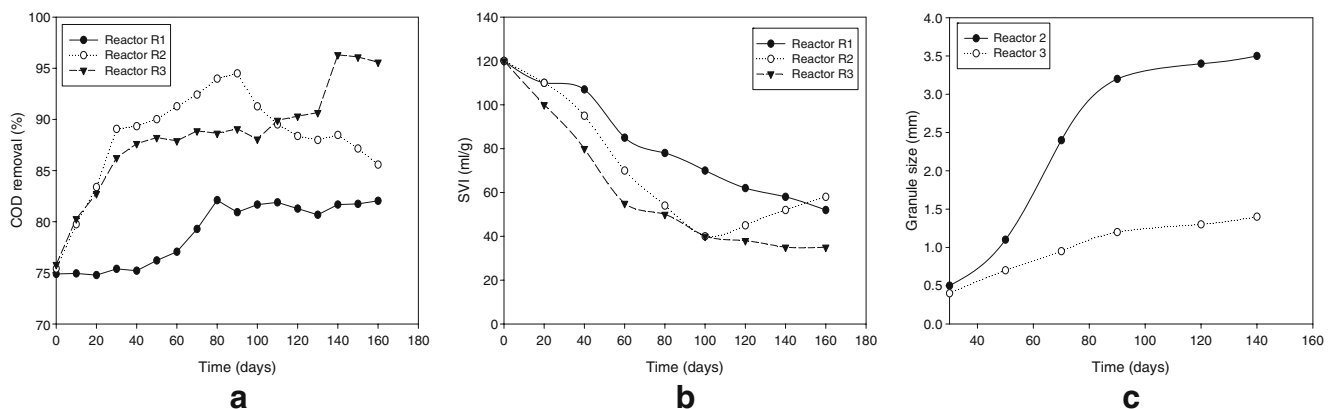 100
95
90
85
80
75
70
COD removal (%)
Reactor R1
Reactor R2
Reactor R3
0 20 40 60 80 100 120 140 160 180
Time (days)
a
140
120
100
80
60
40
20
0
SVI (ml/g)
Reactor R1
Reactor R2
Reactor R3
0 20 40 60 80 100 120 140 160 180
Time (days)
b
4.0
3.5
3.0
2.5
2.0
1.5
1.0
0.5
0.0
Granule size (mm)
Reactor 2
Reactor 3
40 60 80 100 120 140 160
Time (days)
c